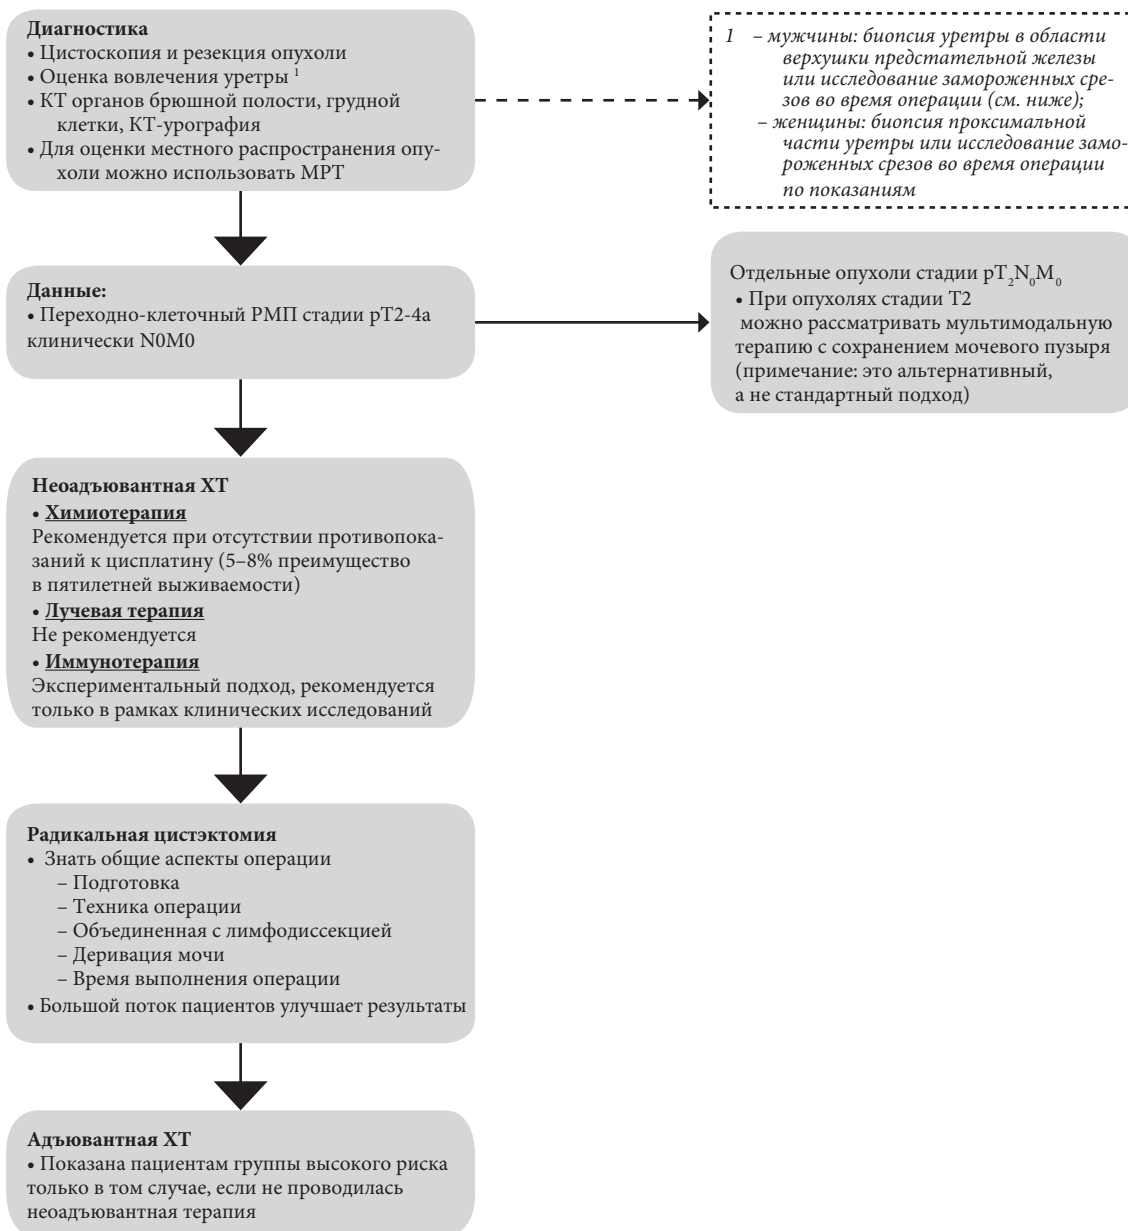 Диагностика
• Цистоскопия и резекция опухоли
• Оценка вовлечения уретры ¹
• КТ органов брюшной полости, грудной
клетки, КТ-урография
• Для оценки местного распространения опу-
холи можно использовать МРТ
1 – мужчины: биопсия уретры в области
верхушки предстательной железы
или исследование замороженных сре-
зов во время операции (см. ниже);
– женщины: биопсия проксимальной
части уретры или исследование замо-
роженных срезов во время операции
по показаниям
Данные:
• Переходно-клеточный РМП стадии pT2-4a
клинически N0M0
Отдельные опухоли стадии pT₂N₀M₀
• При опухолях стадии T2
можно рассматривать мультимодальную
терапию с сохранением мочевого пузыря
(примечание: это альтернативный,
а не стандартный подход)
Неоадъювантная ХТ
• Химиотерапия
Рекомендуется при отсутствии противопока-
заний к цисплатину (5–8% преимущество
в пятилетней выживаемости)
• Лучевая терапия
Не рекомендуется
• Иммунотерапия
Экспериментальный подход, рекомендуется
только в рамках клинических исследований
Радикальная цистэктомия
• Знать общие аспекты операции
– Подготовка
– Техника операции
– Объединенная с лимфодиссекцией
– Деривация мочи
– Время выполнения операции
• Большой поток пациентов улучшает результаты
Адъювантная ХТ
• Показана пациентам группы высокого риска
только в том случае, если не проводилась
неоадъювантная терапия